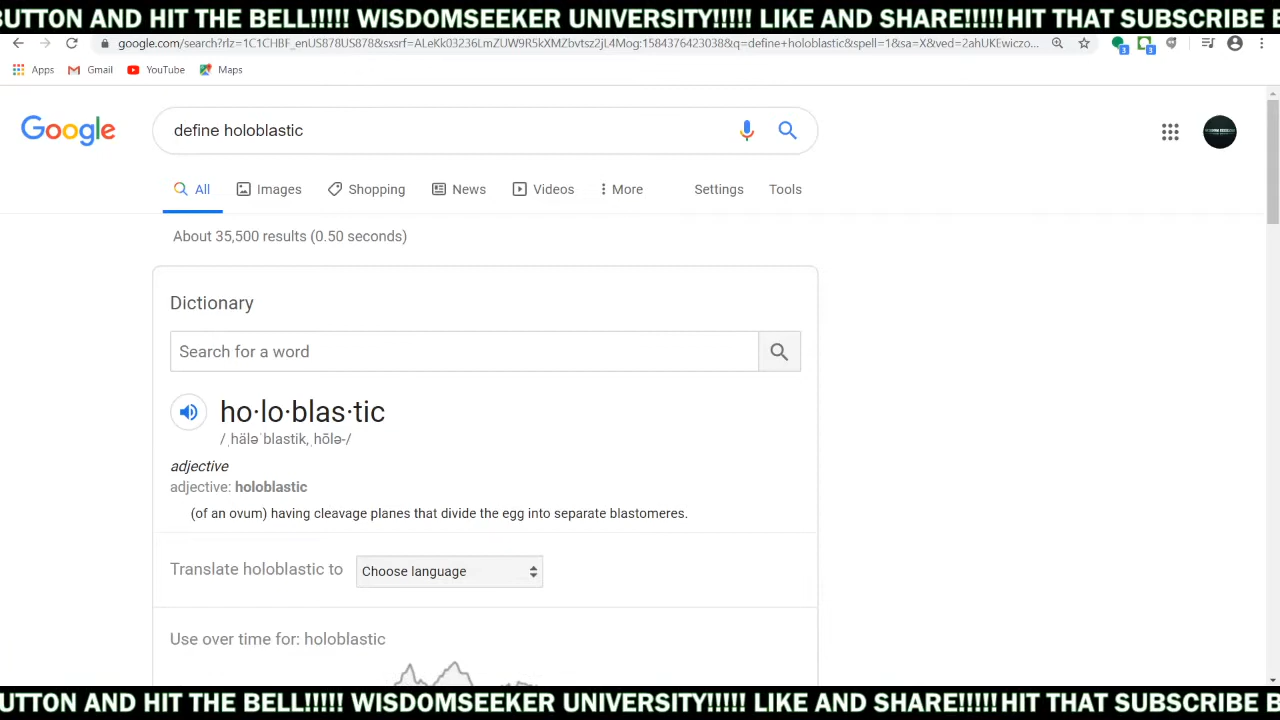 BUTTON AND HIT THE BELL!!!!! WISDOMSEEKER UNIVERSITY!!!!! LIKE AND SHARE!!!!! HIT THAT SUBSCRIBE B
Apps Gmail YouTube Maps
Google define holoblastic
All Images Shopping News Videos More Settings Tools
About 35,500 results (0.50 seconds)
Dictionary
Search for a word
ho·lo·blas·tic
/ˌhäləˈblastik,ˌhōlə-/
adjective
adjective: holoblastic
(of an ovum) having cleavage planes that divide the egg into separate blastomeres.
Translate holoblastic to Choose language
Use over time for: holoblastic
UTTON AND HIT THE BELL!!!!! WISDOMSEEKER UNIVERSITY!!!!! LIKE AND SHARE!!!!! HIT THAT SUBSCRIBE B